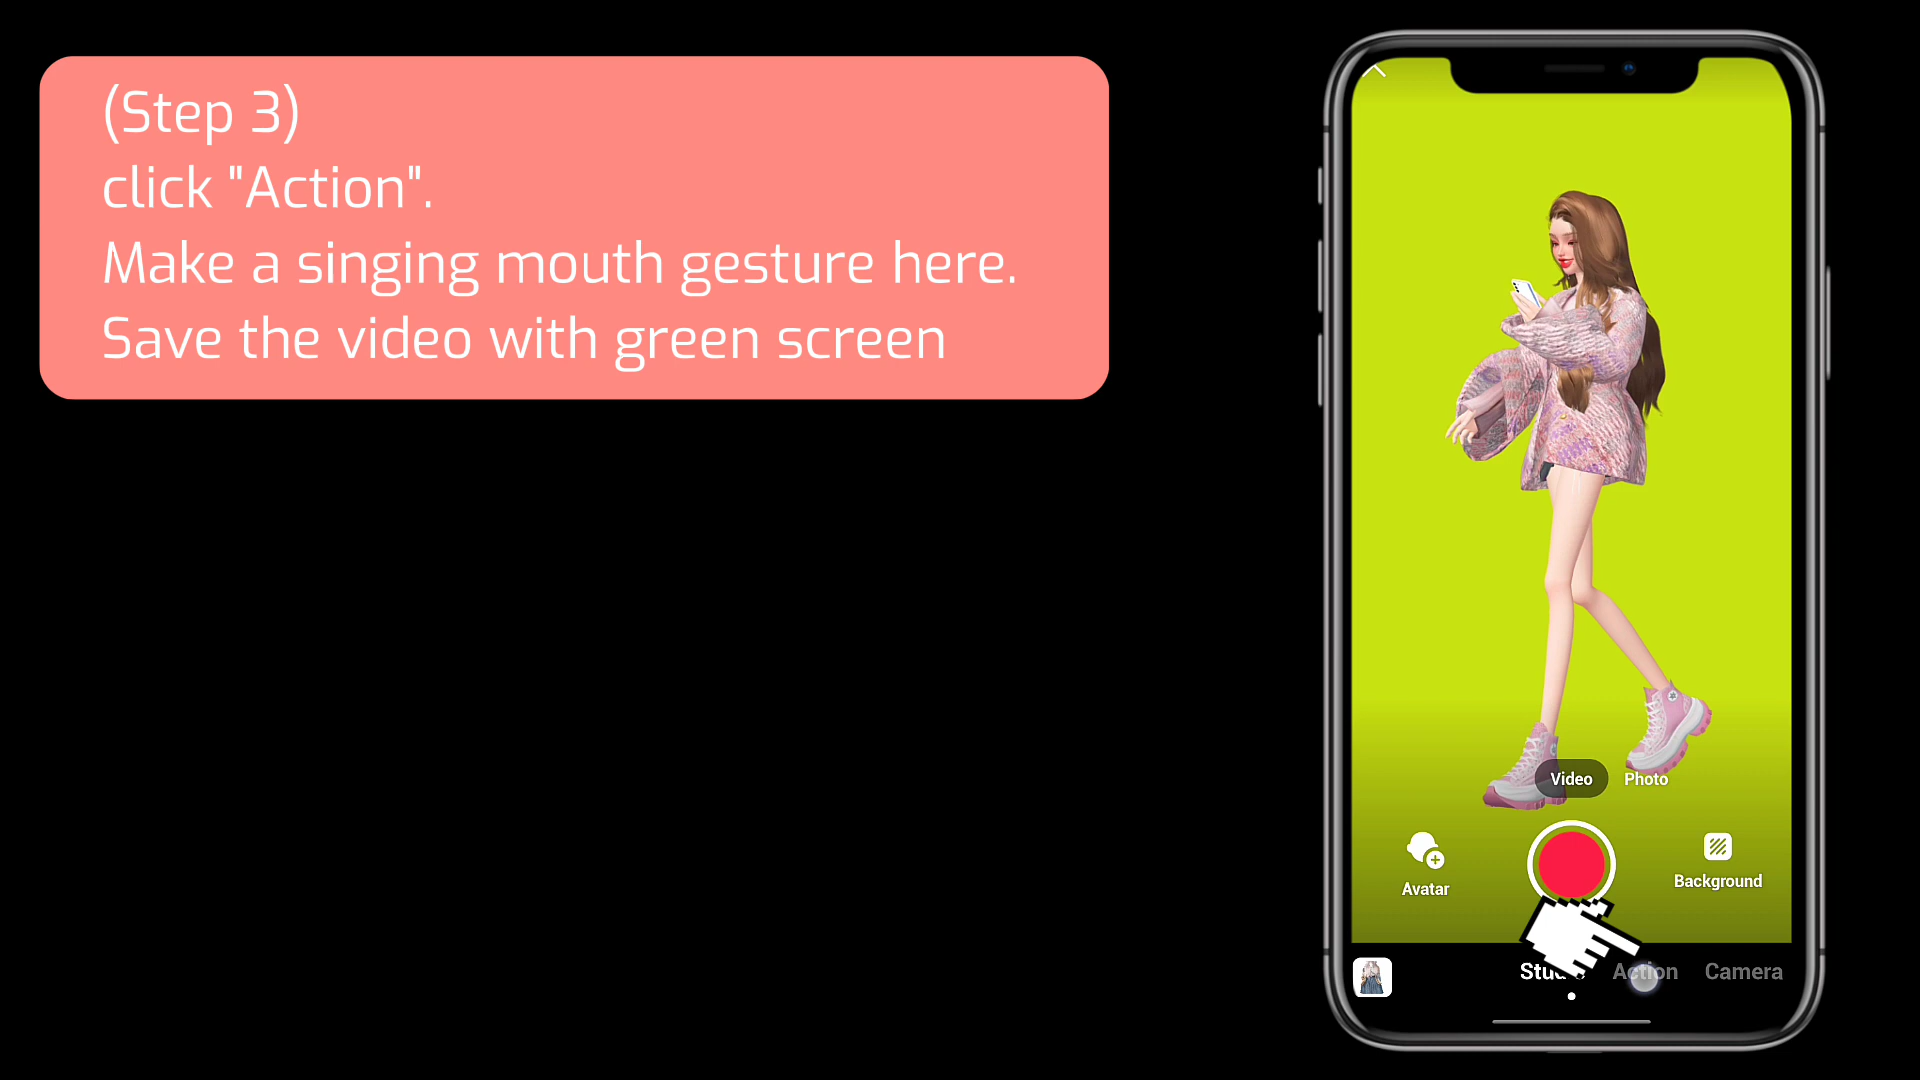 (Step 3)
click "Action".
Make a singing mouth gesture here.
Save the video with green screen
Video Photo
Avatar
Background
Action Camera